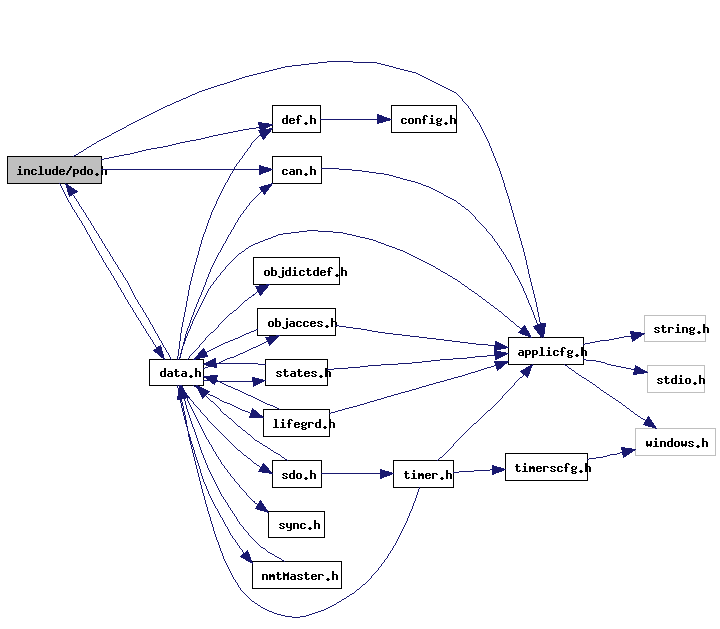 def.h
config.h
include/pdo.h
can.h
objdictdef.h
objacces.h
string.h
applicfg.h
data.h
states.h
stdio.h
lifegrd.h
windows.h
sdo.h
timer.h
timerscfg.h
sync.h
nmtMaster.h